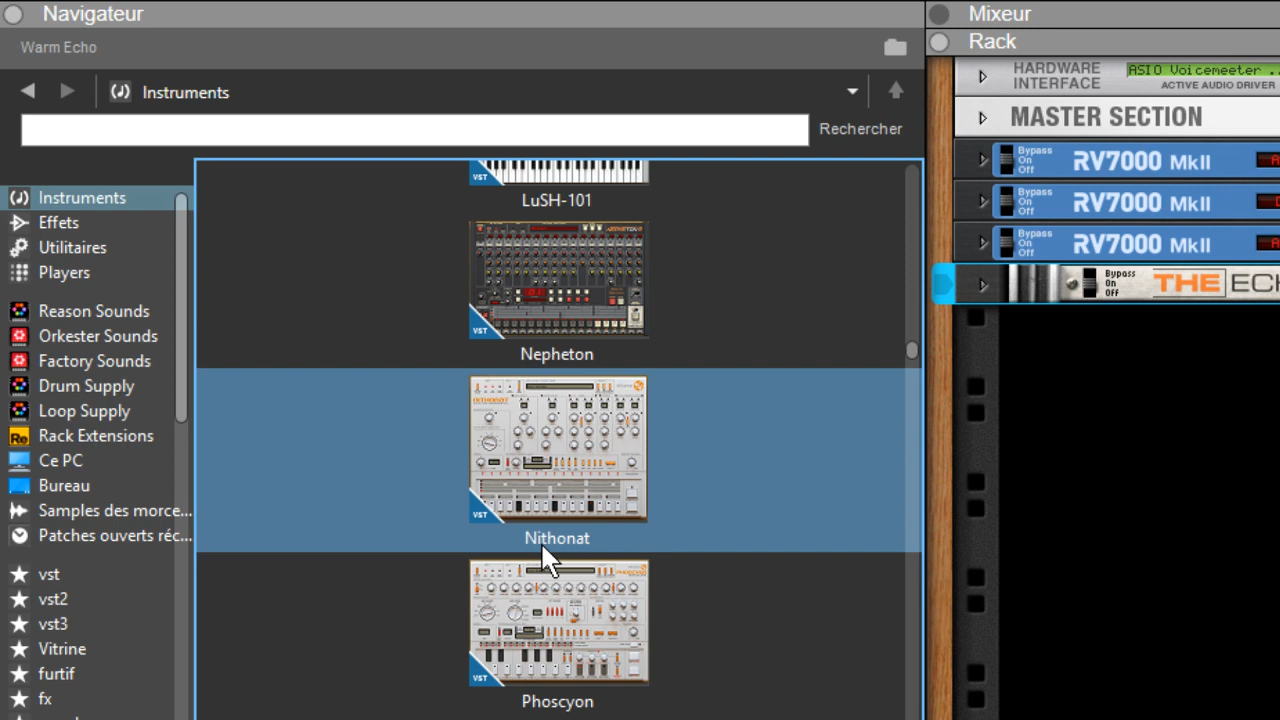 Navigateur
Warm Echo
Instruments
Rechercher
Instruments
Effets
Utilitaires
Players
Reason Sounds
Orkester Sounds
Factory Sounds
Drum Supply
Loop Supply
Rack Extensions
Ce PC
Bureau
Samples des morce...
Patches ouverts réc...
vst
vst2
vst3
Vitrine
furtif
fx
VST
LuSH-101
VST
Nepheton
VST
Nithonat
VST
Phoscyon
Mixeur
Rack
HARDWARE
INTERFACE
ASIO Voicemeeter ..
ACTIVE AUDIO DRIVER
MASTER SECTION
Bypass
On
Off
RV7000 MkII
Bypass
On
Off
RV7000 MkII
Bypass
On
Off
RV7000 MkII
Bypass
On
Off
THE ECH